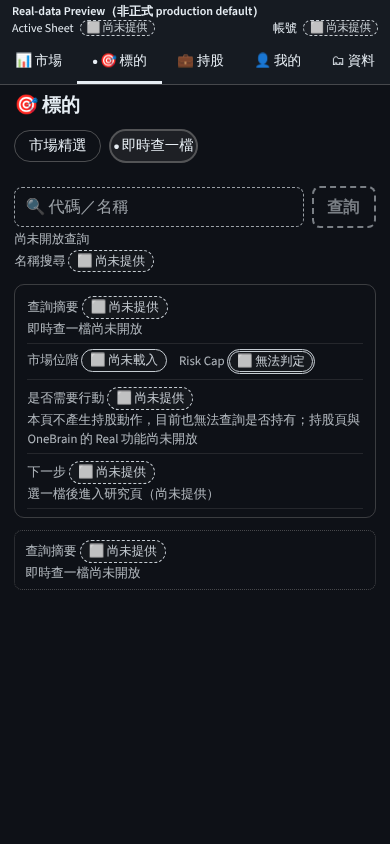 Real-data Preview（非正式 production default）
Active Sheet ⬜ 尚未提供 帳號 ⬜ 尚未提供
📊 市場 •🎯 標的 💼 持股 👤 我的 🗂 資料
🎯 標的
市場精選 •即時查一檔
🔍 代碼／名稱 查詢
尚未開放查詢
名稱搜尋 ⬜ 尚未提供
查詢摘要 ⬜ 尚未提供
即時查一檔尚未開放
市場位階 ⬜ 尚未載入 Risk Cap ⬜ 無法判定
是否需要行動 ⬜ 尚未提供
本頁不產生持股動作，目前也無法查詢是否持有；持股頁與
OneBrain 的 Real 功能尚未開放
下一步 ⬜ 尚未提供
選一檔後進入研究頁（尚未提供）
查詢摘要 ⬜ 尚未提供
即時查一檔尚未開放